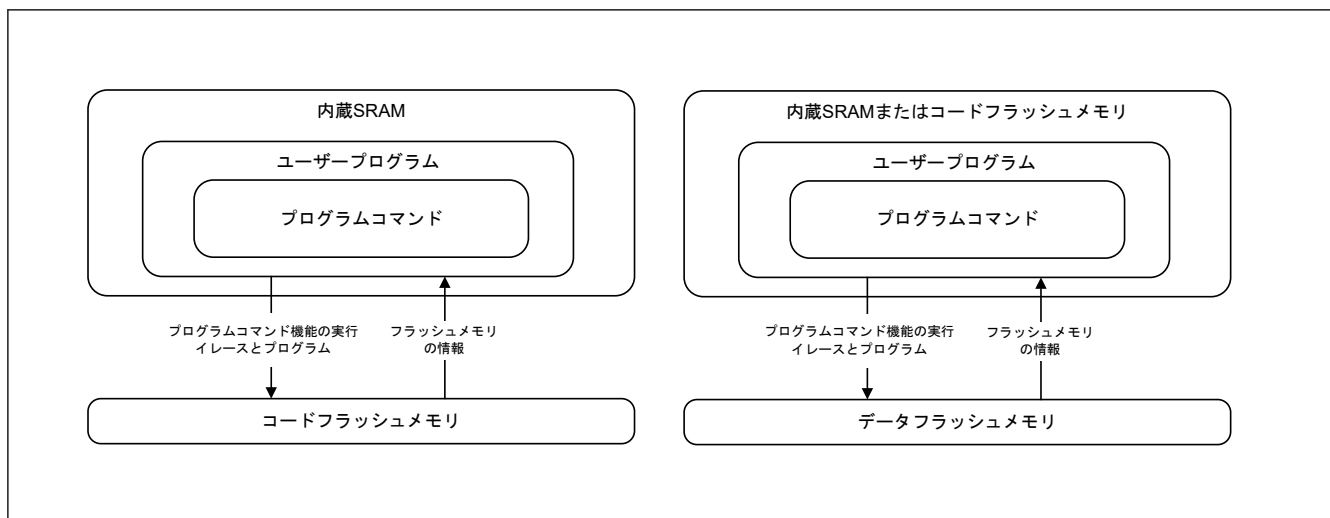 内蔵SRAM
ユーザープログラム
プログラムコマンド
プログラムコマンド機能の実行
イレースとプログラム
フラッシュメモリ
の情報
コードフラッシュメモリ
内蔵SRAMまたはコードフラッシュメモリ
ユーザープログラム
プログラムコマンド
プログラムコマンド機能の実行
イレースとプログラム
フラッシュメモリ
の情報
データフラッシュメモリ